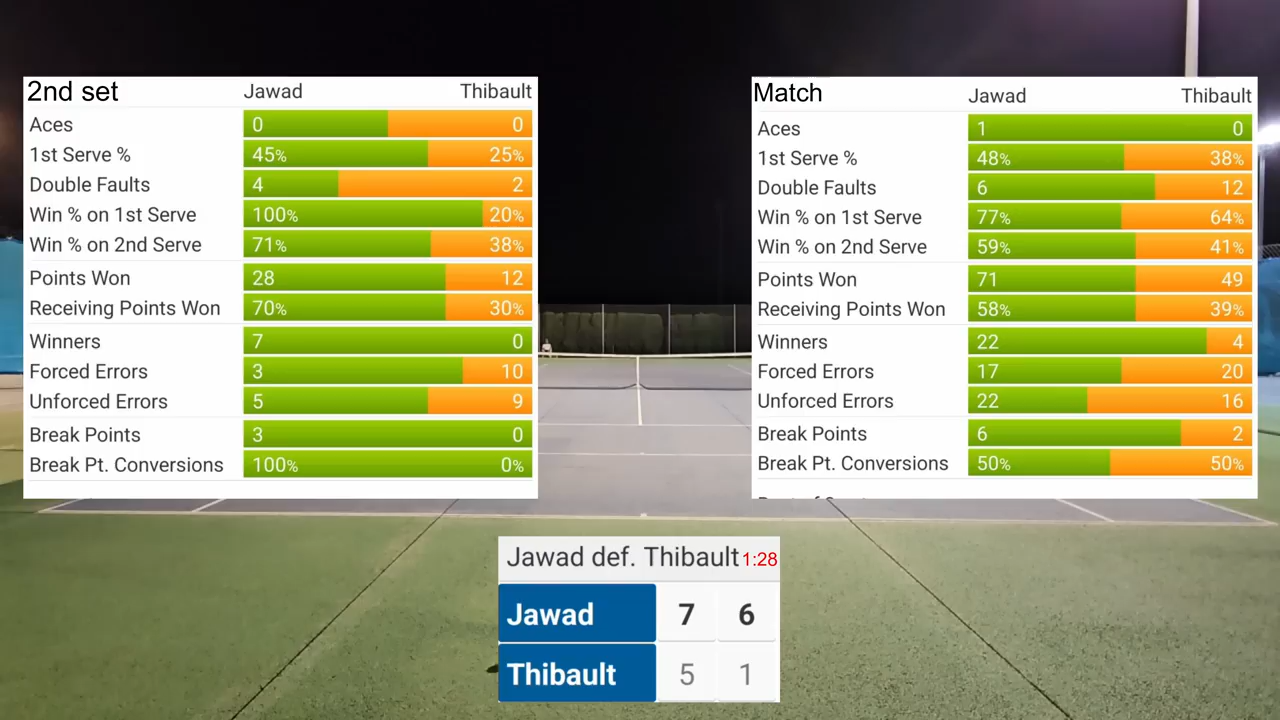 2nd set Jawad Thibault
Aces 0 0
1st Serve % 45% 25%
Double Faults 4 2
Win % on 1st Serve 100% 20%
Win % on 2nd Serve 71% 38%
Points Won 28 12
Receiving Points Won 70% 30%
Winners 7 0
Forced Errors 3 10
Unforced Errors 5 9
Break Points 3 0
Break Pt. Conversions 100% 0%
Match Jawad Thibault
Aces 1 0
1st Serve % 48% 38%
Double Faults 6 12
Win % on 1st Serve 77% 64%
Win % on 2nd Serve 59% 41%
Points Won 71 49
Receiving Points Won 58% 39%
Winners 22 4
Forced Errors 17 20
Unforced Errors 22 16
Break Points 6 2
Break Pt. Conversions 50% 50%
Jawad def. Thibault 1:28
Jawad 7 6
Thibault 5 1